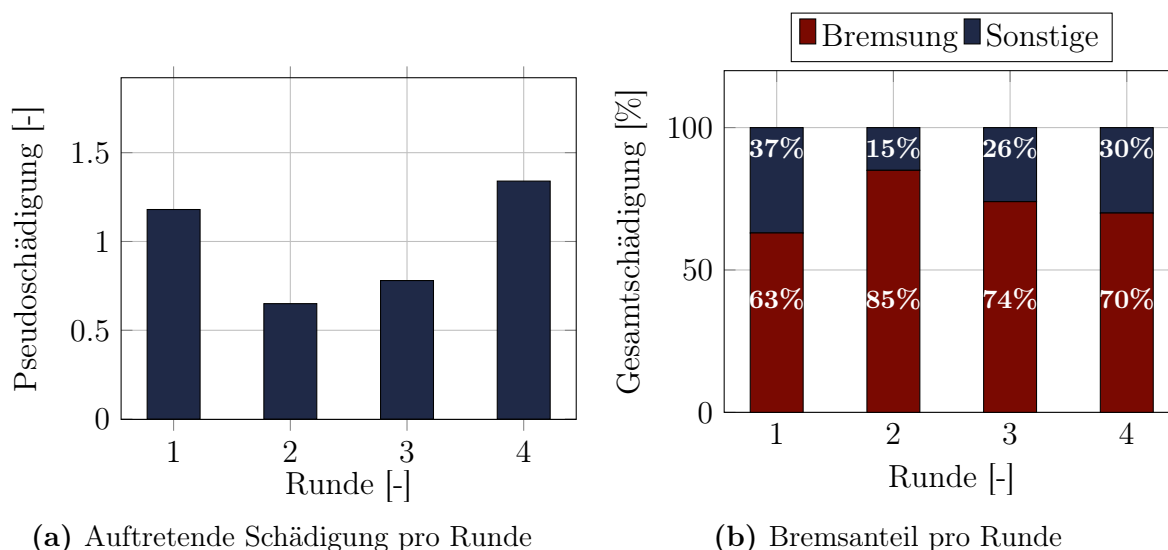 Pseudoschädigung [-]
1.5
1
0.5
0
1 2 3 4
Runde [-]
(a) Auftretende Schädigung pro Runde
Bremsung Sonstige
Gesamtschädigung [%]
100
50
0
37% 15% 26% 30%
63% 85% 74% 70%
1 2 3 4
Runde [-]
(b) Bremsanteil pro Runde